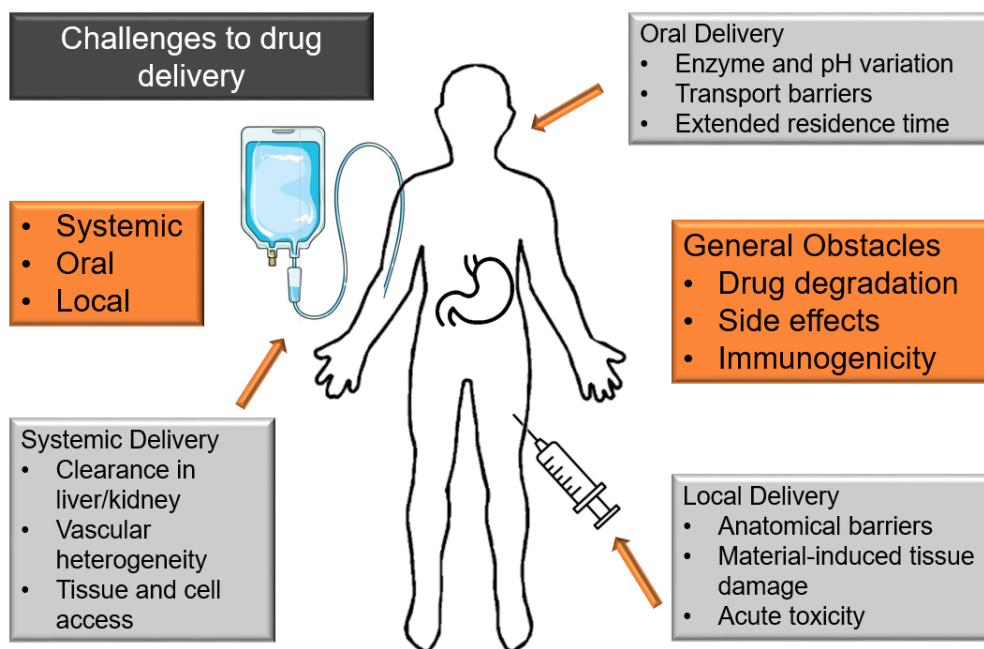 Challenges to drug
delivery
• Systemic
• Oral
• Local
Systemic Delivery
• Clearance in
liver/kidney
• Vascular
heterogeneity
• Tissue and cell
access
Oral Delivery
• Enzyme and pH variation
• Transport barriers
• Extended residence time
General Obstacles
• Drug degradation
• Side effects
• Immunogenicity
Local Delivery
• Anatomical barriers
• Material-induced tissue
damage
• Acute toxicity